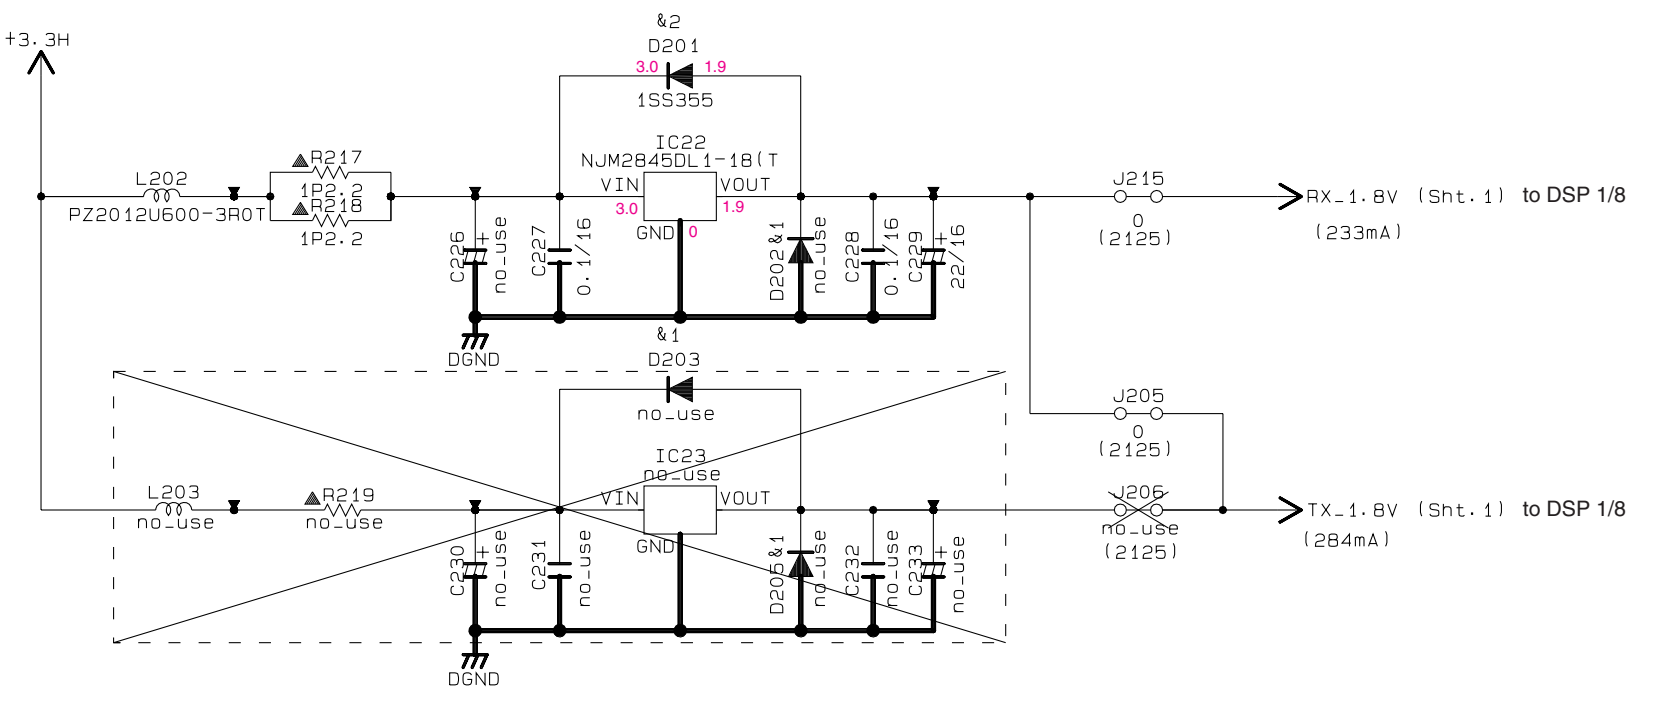 +3.3H
&2
D201
3.0
1.9
1SS355
IC22
NJM2845DL1-18(T
VIN
VOUT
3.0
1.9
GND
0
L202
PZ2012U600-3R0T
R217
1P2.2
R218
1P2.2
C226
+
no_use
C227
0.1/16
D202&1
no_use
C228
0.1/16
C229
+
22/16
DGND
J215
0
(2125)
RX_1.8V (Sht.1) to DSP 1/8
(233mA)
&1
D203
no_use
IC23
no_use
VIN
VOUT
GND
L203
no_use
R219
no_use
C230
+
no_use
C231
no_use
D205&1
no_use
C232
no_use
C233
+
no_use
DGND
J205
0
(2125)
J206
no_use
(2125)
TX_1.8V (Sht.1) to DSP 1/8
(284mA)